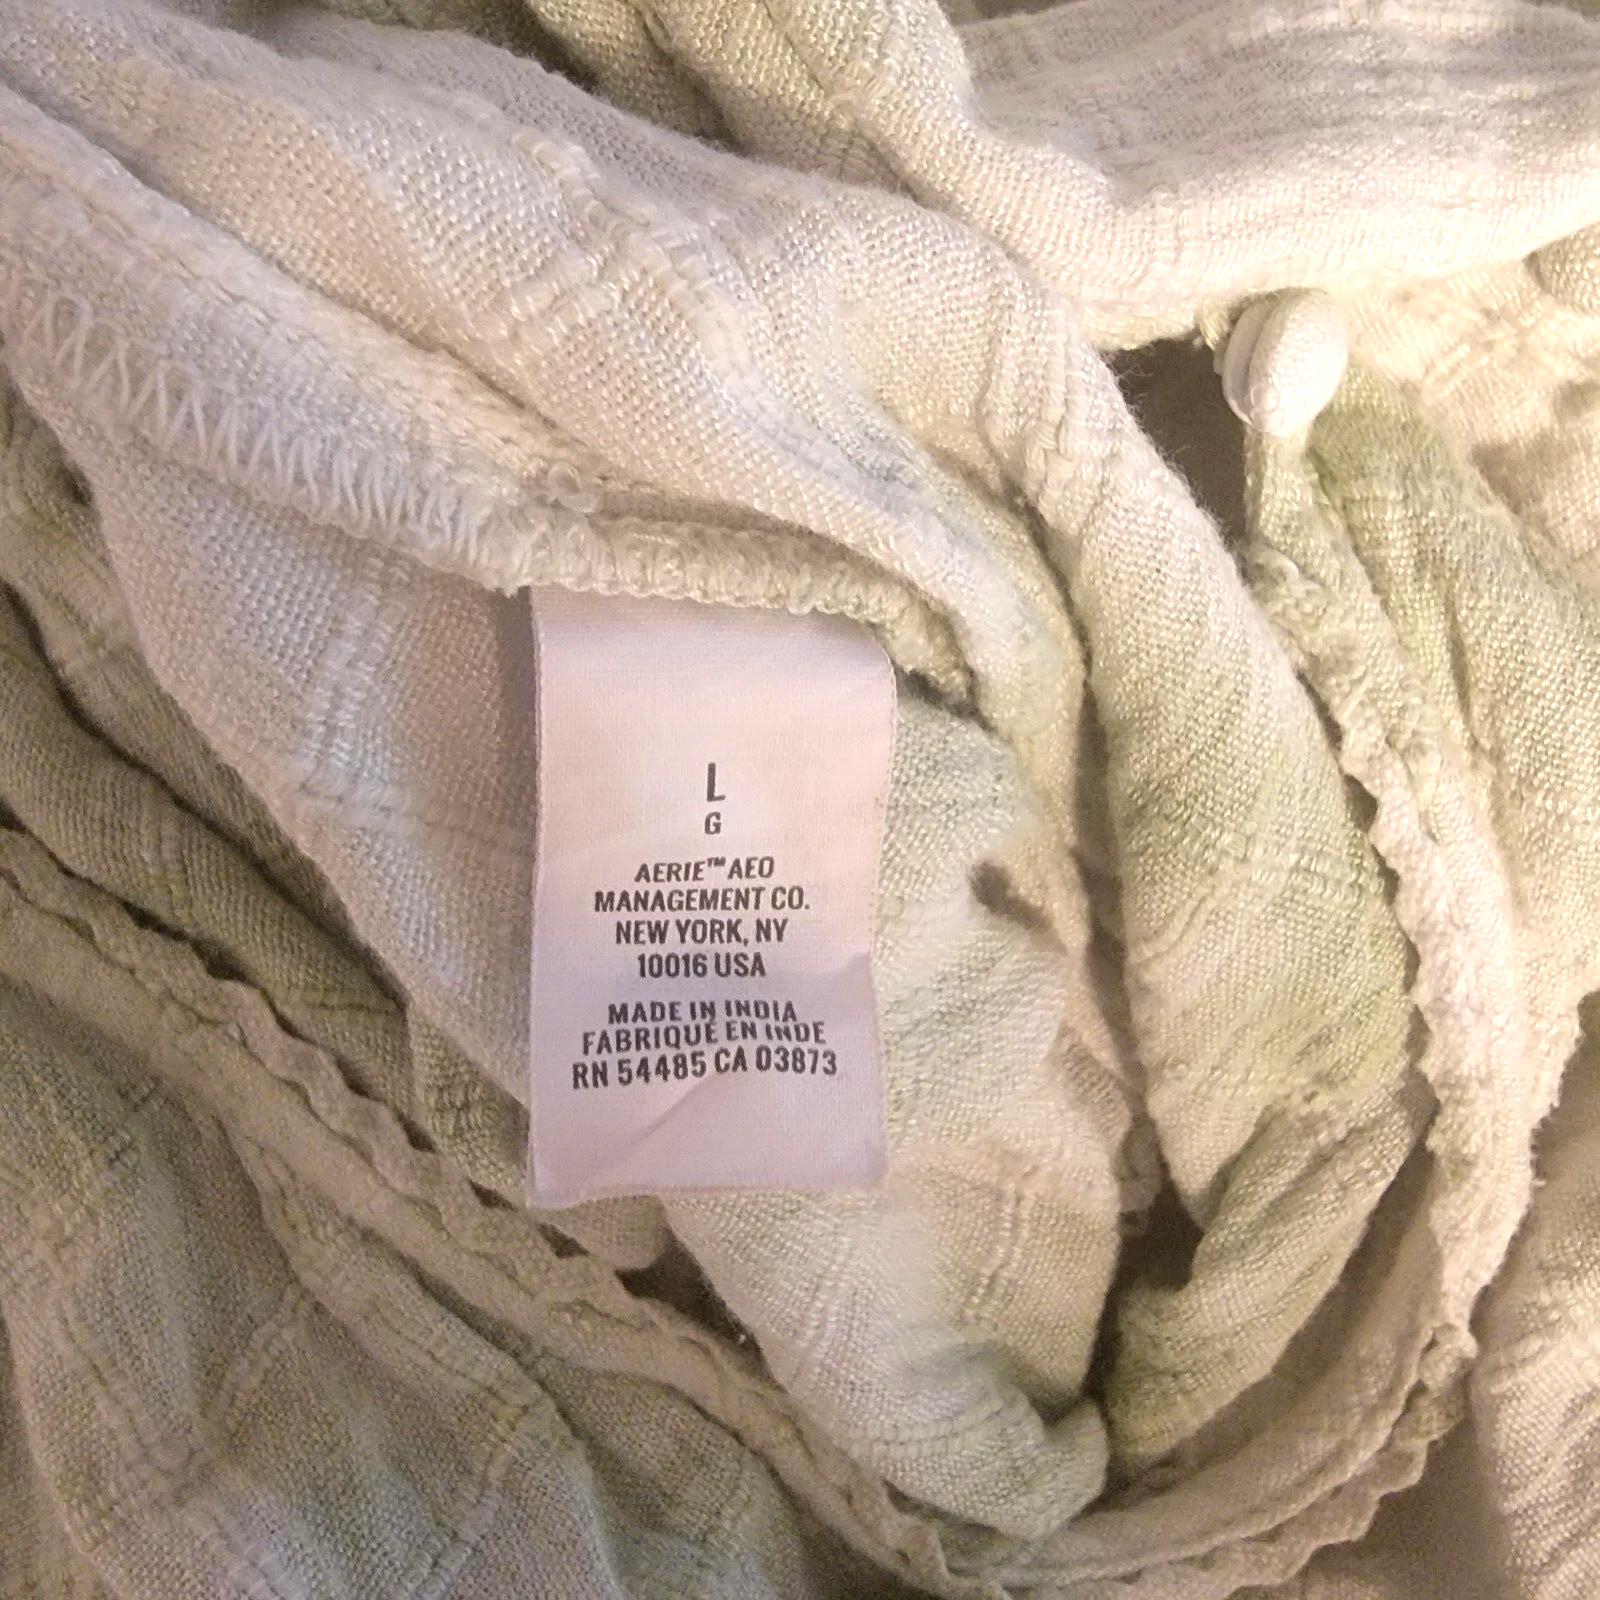 L
G
AERIE™ AEO
MANAGEMENT CO.
NEW YORK, NY
10016 USA
MADE IN INDIA
FABRIQUÉ EN INDE
RN 54485 CA 03873